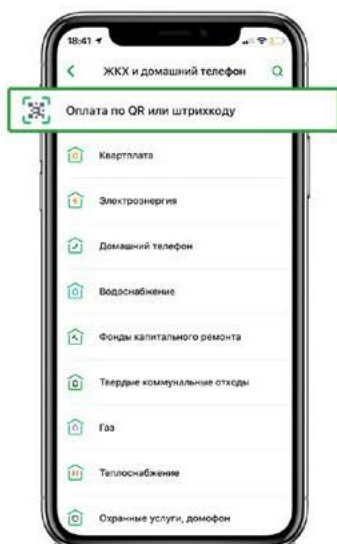 18:41
ЖКХ и домашний телефон
Оплата по QR или штрихкоду
Квартплата
Электроэнергия
Домашний телефон
Водоснабжение
Фонды капитального ремонта
Твердые коммунальные отходы
Газ
Теплоснабжение
Охранные услуги, домофон